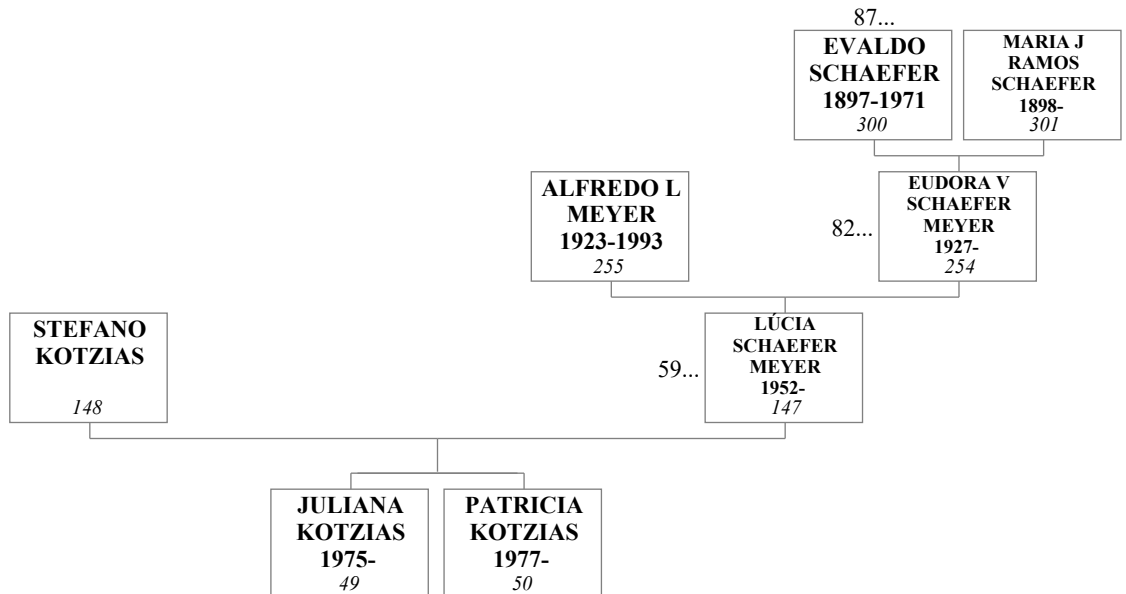 87...
EVALDO
SCHAEFER
1897-1971
300
MARIA J
RAMOS
SCHAEFER
1898-
301
ALFREDO L
MEYER
1923-1993
255
82...
EUDORA V
SCHAEFER
MEYER
1927-
254
STEFANO
KOTZIAS
148
59...
LÚCIA
SCHAEFER
MEYER
1952-
147
JULIANA
KOTZIAS
1975-
49
PATRICIA
KOTZIAS
1977-
50